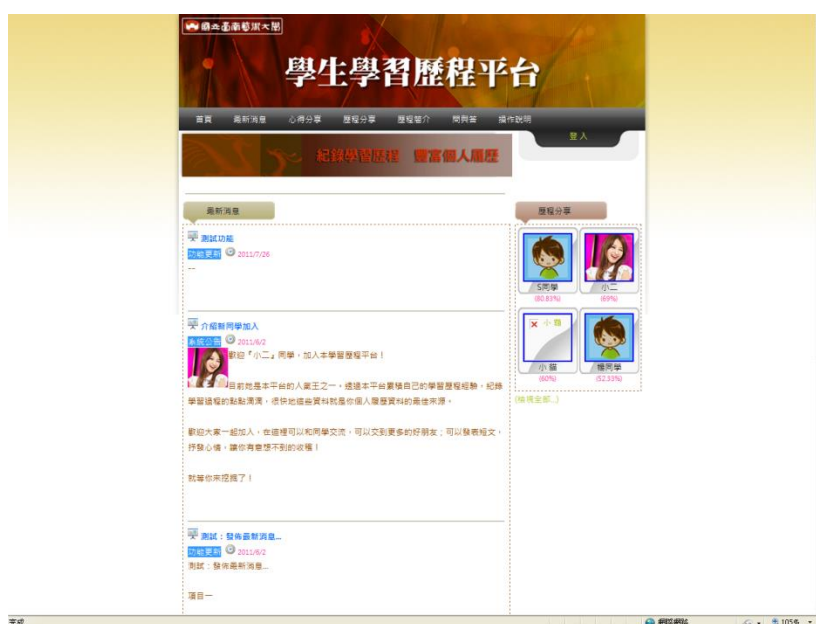 國立臺南藝術大學
學生學習歷程平台
首頁 最新消息 心得分享 歷程分享 歷程簡介 問與答 操作說明
登入
紀錄學習歷程 豐富個人履歷
最新消息
測試功能
功能更新 2011/7/26
--
介紹新同學加入
系統公告 2011/6/2
歡迎『小二』同學,加入本學習歷程平台!
目前她是本平台的人氣王之一,透過本平台累積自己的學習歷程經驗,紀錄
學習過程的點點滴滴,很快地這些資料就是你個人履歷資料的最佳來源。
歡迎大家一起加入,在這裡可以和同學交流,可以交到更多的好朋友;可以發表短文,
抒發心情,讓你有意想不到的收穫!
就等你來挖掘了!
測試:發佈最新消息...
功能更新 2011/6/2
測試:發佈最新消息...
項目一
歷程分享
S同學
(80.83%)
小二
(69%)
小貓
小貓
(60%)
楊同學
(52.33%)
(檢視全部...)
完成
網際網路
105%